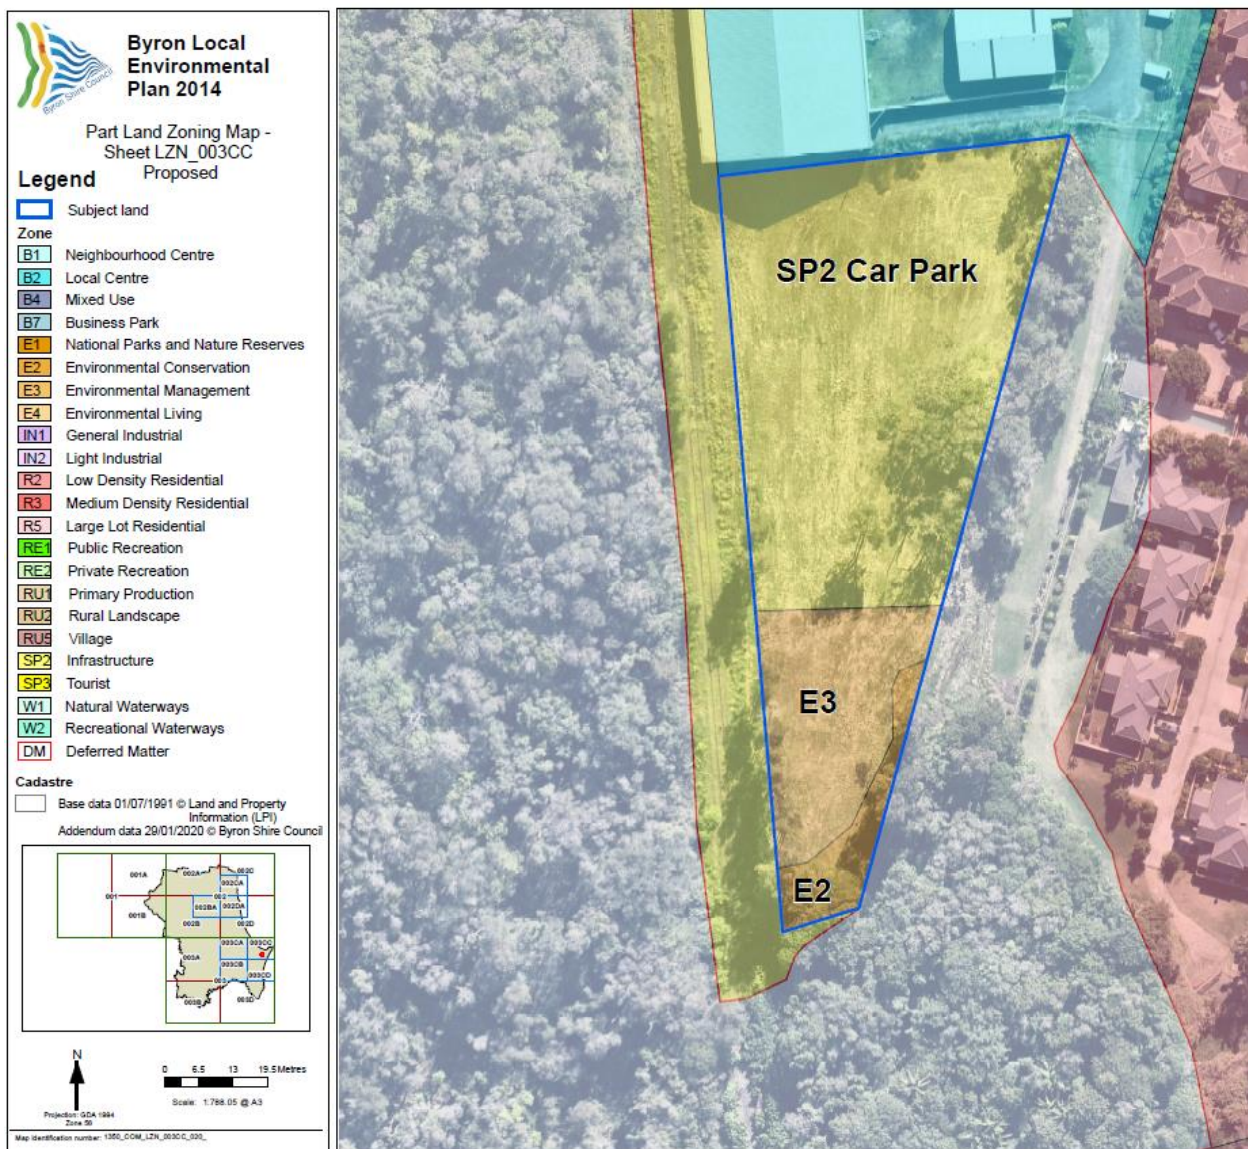 Byron Local
Environmental
Plan 2014
Byron Shire Council
Part Land Zoning Map -
Sheet LZN_003CC
Proposed
Legend
Subject land
Zone
B1 Neighbourhood Centre
B2 Local Centre
B4 Mixed Use
B7 Business Park
E1 National Parks and Nature Reserves
E2 Environmental Conservation
E3 Environmental Management
E4 Environmental Living
IN1 General Industrial
IN2 Light Industrial
R2 Low Density Residential
R3 Medium Density Residential
R5 Large Lot Residential
RE1 Public Recreation
RE2 Private Recreation
RU1 Primary Production
RU2 Rural Landscape
RU5 Village
SP2 Infrastructure
SP3 Tourist
W1 Natural Waterways
W2 Recreational Waterways
DM Deferred Matter
Cadastre
Base data 01/07/1991 © Land and Property
Information (LPI)
Addendum data 29/01/2020 © Byron Shire Council
001A 002A 002C
002CA
001 002
002BA 002DA
001B 002B 002D
003CA 003CC
003A
003CB 003CD
003
003B 003D
N
0 6.5 13 19.5 Metres
Scale: 1:788.05 @ A3
Projection: GDA 1994
Zone 56
Map identification number: 1350_COM_LZN_003CC_020_
SP2 Car Park
E3
E2